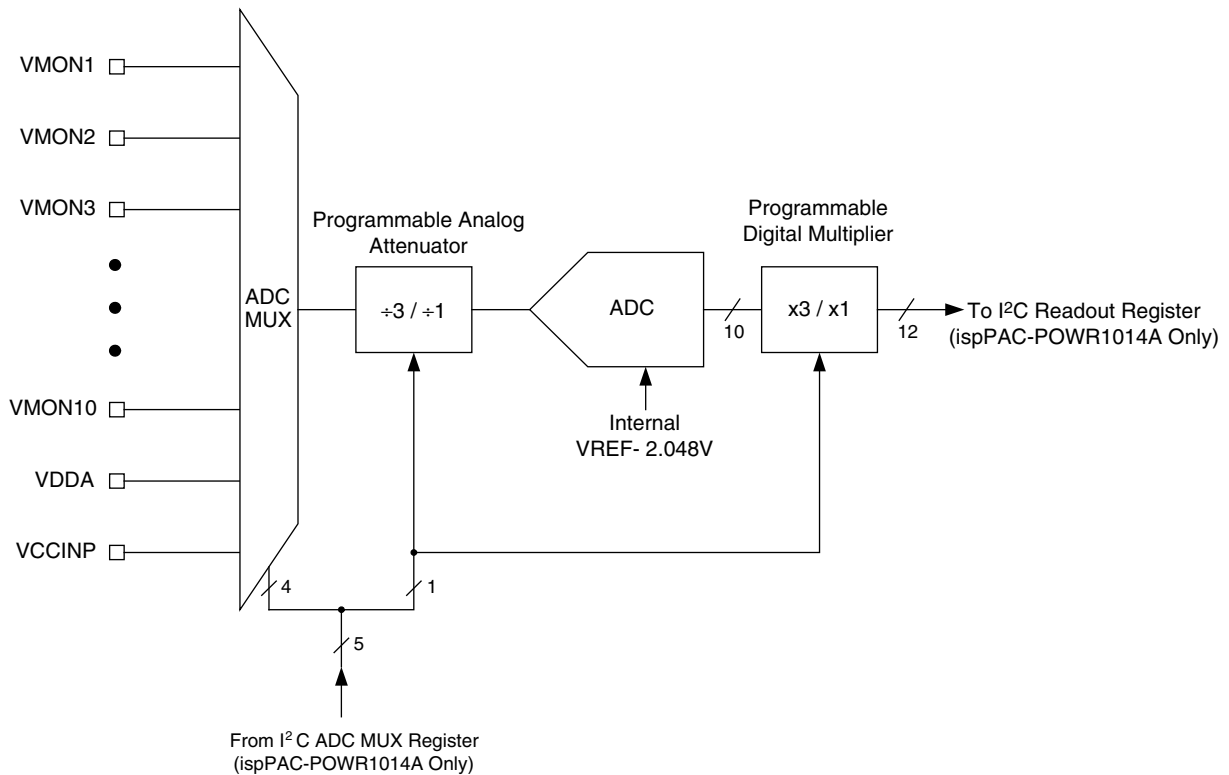 VMON1
VMON2
VMON3
VMON10
VDDA
VCCINP
ADC
MUX
Programmable Analog
Attenuator
÷3 / ÷1
ADC
10
Internal
VREF- 2.048V
Programmable
Digital Multiplier
x3 / x1
12
To I²C Readout Register
(ispPAC-POWR1014A Only)
4
1
5
From I² C ADC MUX Register
(ispPAC-POWR1014A Only)